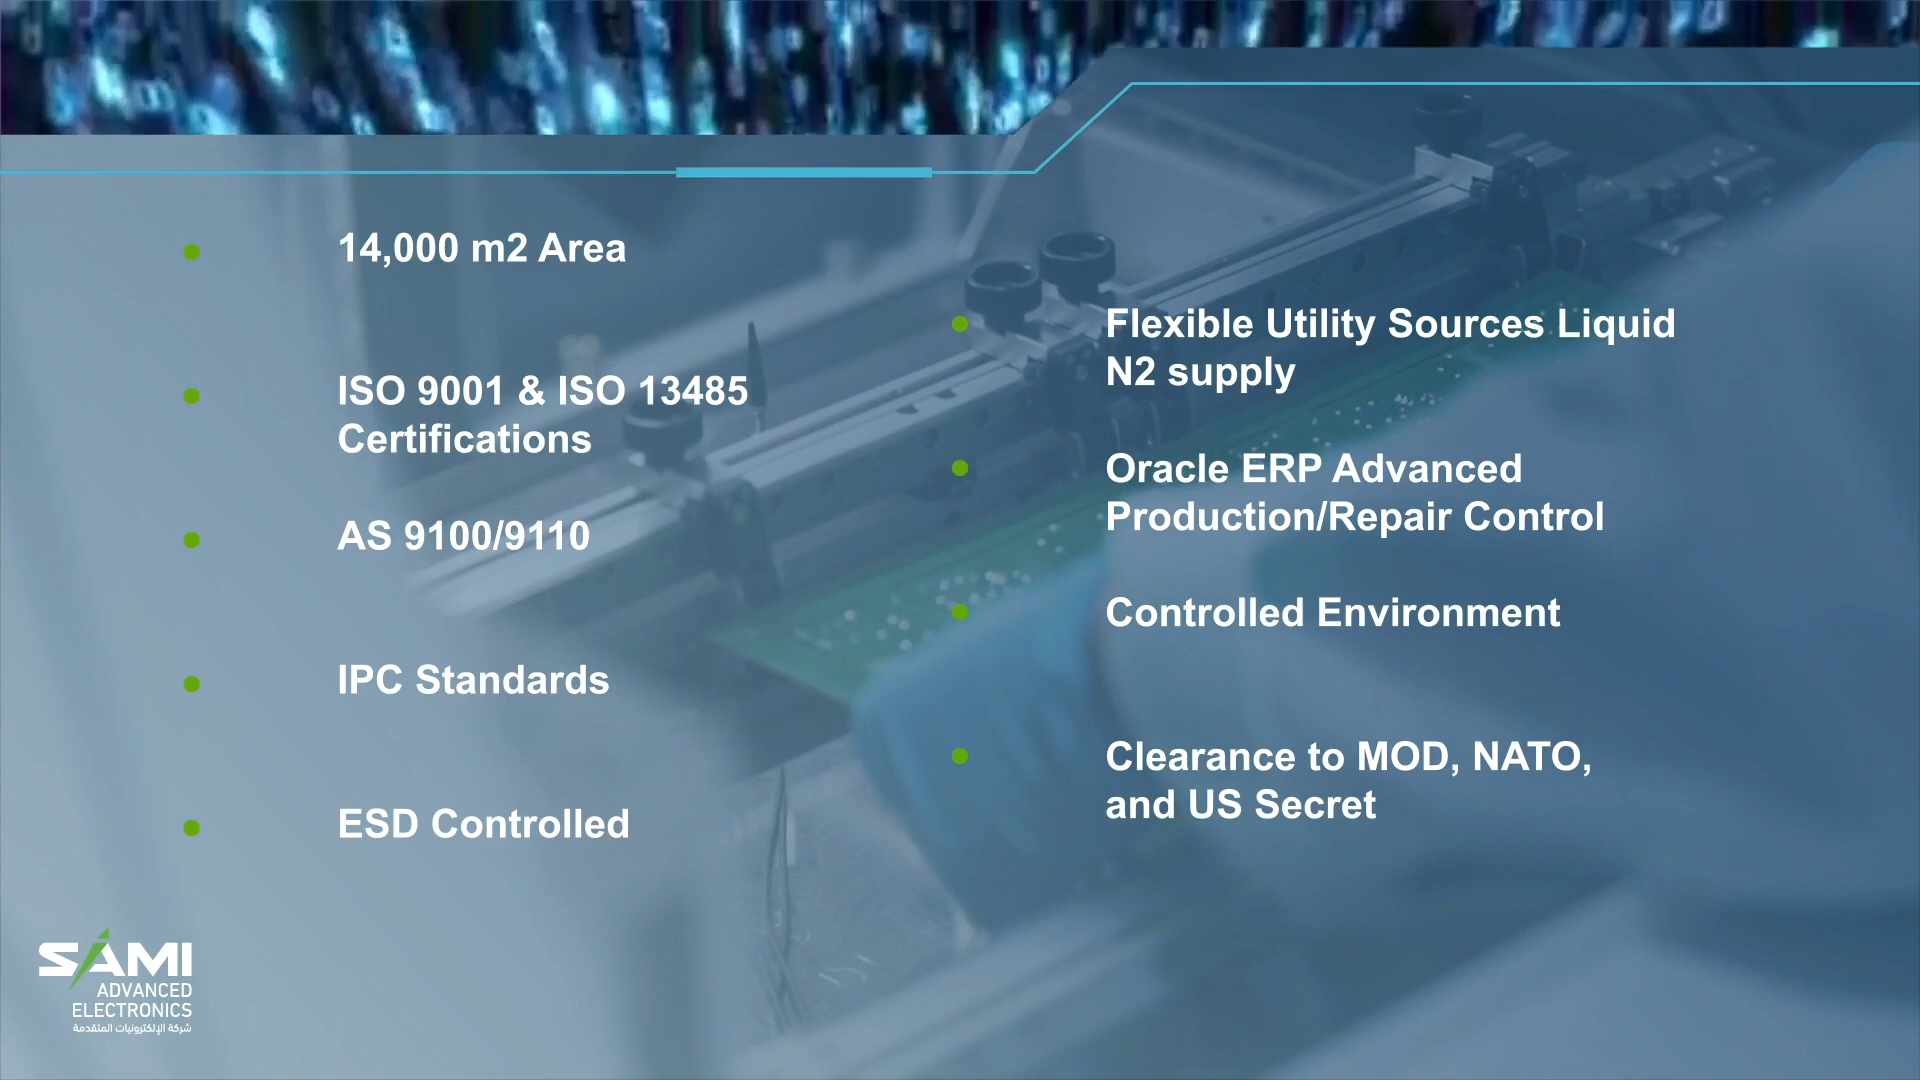 14,000 m2 Area
ISO 9001 & ISO 13485
Certifications
AS 9100/9110
IPC Standards
ESD Controlled
Flexible Utility Sources Liquid
N2 supply
Oracle ERP Advanced
Production/Repair Control
Controlled Environment
Clearance to MOD, NATO,
and US Secret
SAMI
ADVANCED
ELECTRONICS
شركة الإلكترونيات المتقدمة